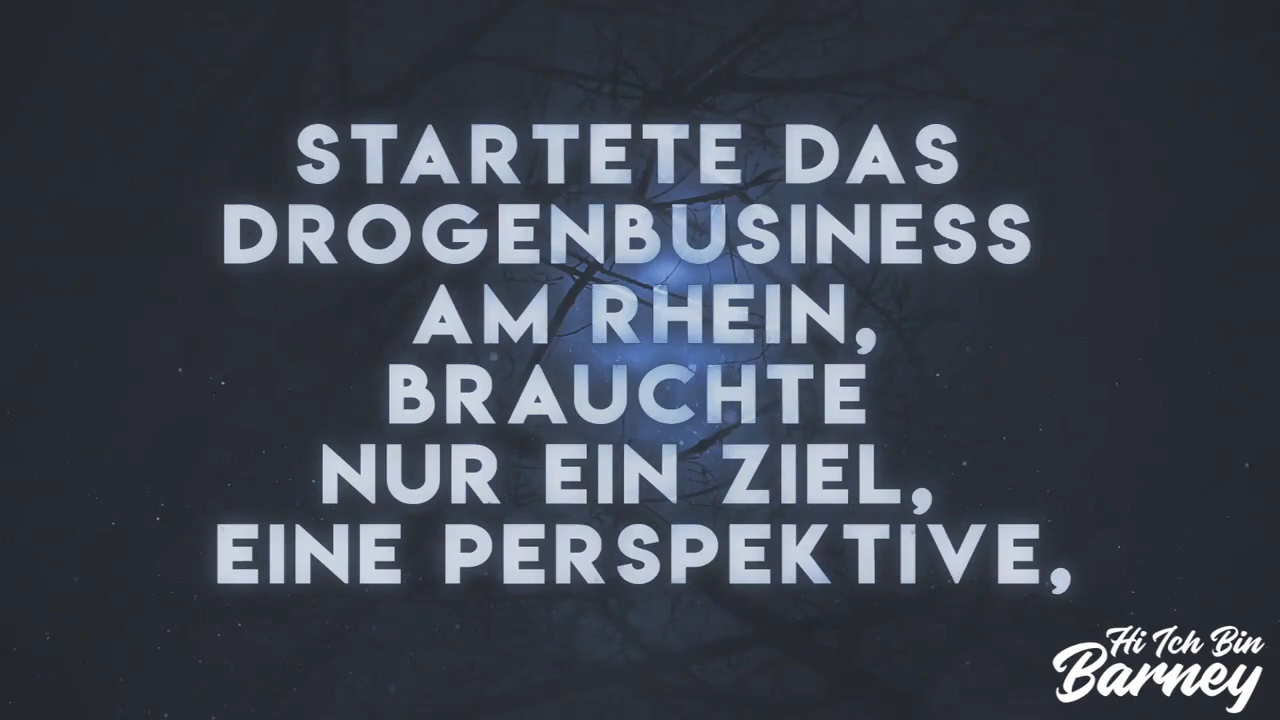 STARTETE DAS
DROGENBUSINESS
AM RHEIN,
BRAUCHTE
NUR EIN ZIEL,
EINE PERSPEKTIVE,
Hi Ich Bin
Barney